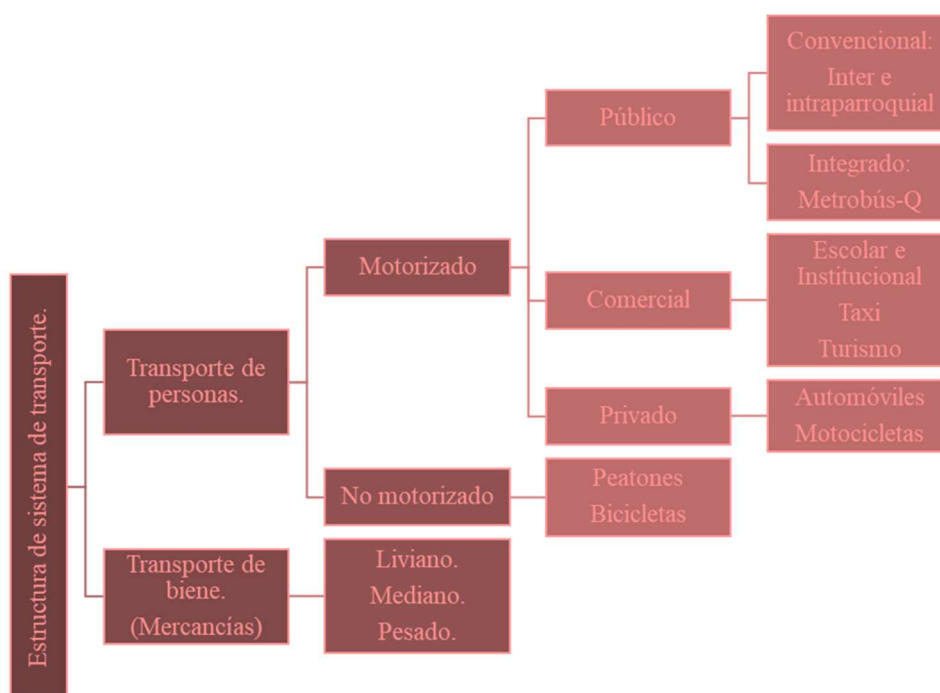 Estructura de sistema de transporte.
Transporte de
personas.
Motorizado
Público
Convencional:
Inter e
intraparroquial
Integrado:
Metrobús-Q
Comercial
Escolar e
Institucional
Taxi
Turismo
Privado
Automóviles
Motocicletas
No motorizado
Peatones
Bicicletas
Transporte de
biene.
(Mercancías)
Liviano.
Mediano.
Pesado.